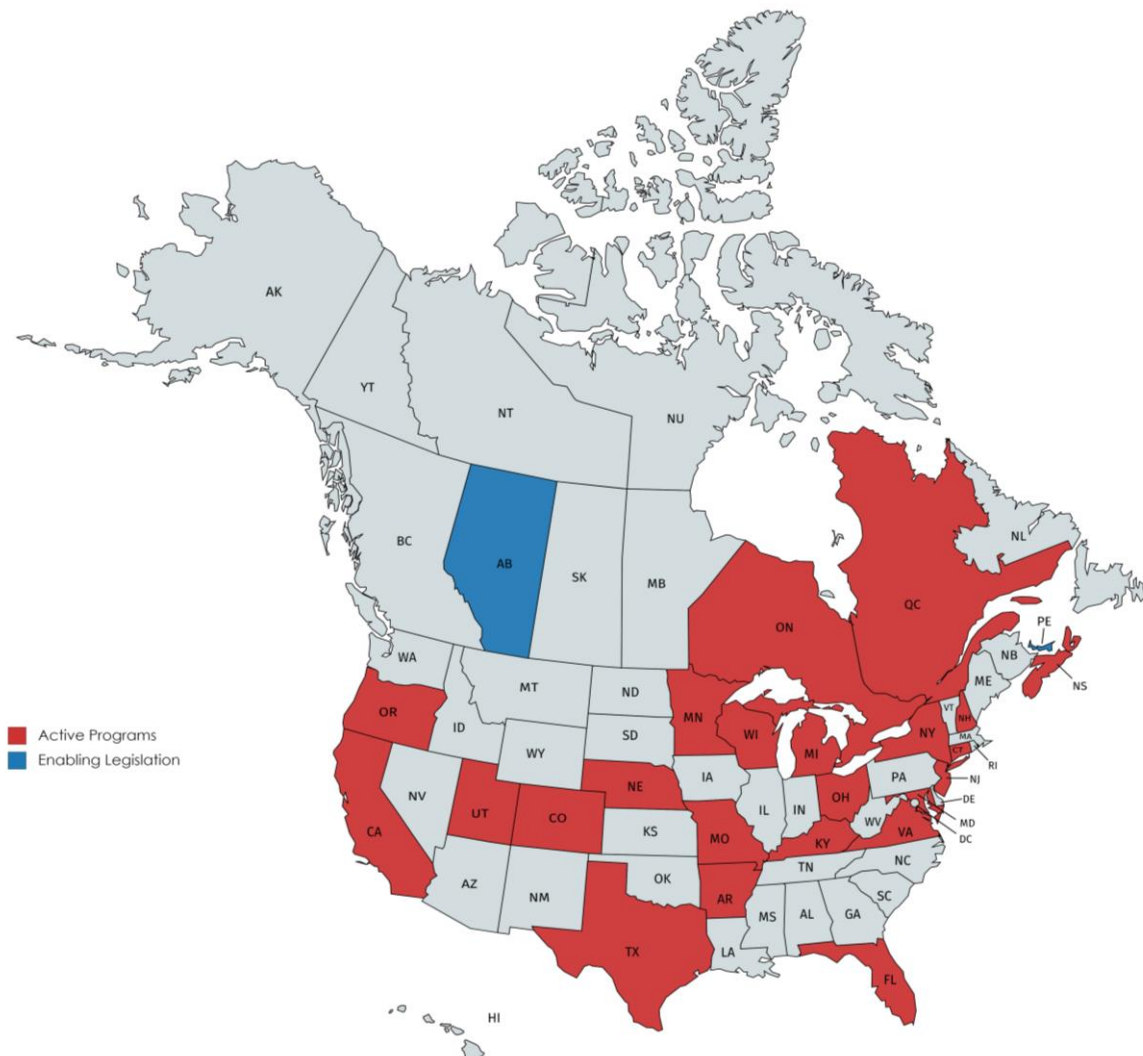 AK
YT
NT
NU
BC
AB
SK
MB
ON
QC
NL
PE
NB
NS
WA
MT
ND
MN
ME
VT
NH
OR
ID
SD
WI
MI
NY
MA
CT
RI
WY
IA
PA
NJ
NV
NE
IL
IN
OH
DE
Active Programs
Enabling Legislation
CA
UT
CO
KS
MO
KY
WV
VA
MD
DC
AZ
NM
OK
AR
TN
NC
TX
LA
MS
AL
GA
SC
FL
HI